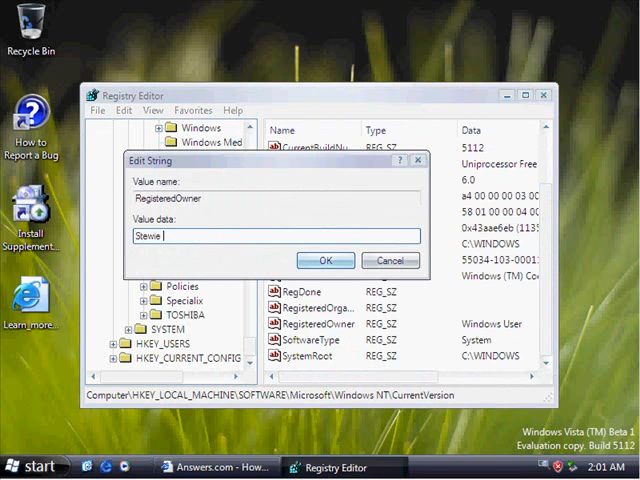 Recycle Bin
How to
Report a Bug
Install
Supplement...
Learn_more...
Registry Editor
File Edit View Favorites Help
Windows
Windows Med
Name Type Data
CurrentBuildNu... REG_SZ 5112
Uniprocessor Free
6.0
a4 00 00 00 03 00
58 01 00 00 04 00
0x43aae6eb (1135
C:\WINDOWS
55034-103-00011
Windows (TM) Co
Edit String
Value name:
RegisteredOwner
Value data:
Stewie
OK Cancel
Policies
Specialix
TOSHIBA
SYSTEM
HKEY_USERS
HKEY_CURRENT_CONFIG
RegDone REG_SZ
RegisteredOrga... REG_SZ
RegisteredOwner REG_SZ Windows User
SoftwareType REG_SZ System
SystemRoot REG_SZ C:\WINDOWS
Computer\HKEY_LOCAL_MACHINE\SOFTWARE\Microsoft\Windows NT\CurrentVersion
Windows Vista (TM) Beta 1
Evaluation copy. Build 5112
start
Answers.com - How...
Registry Editor
2:01 AM